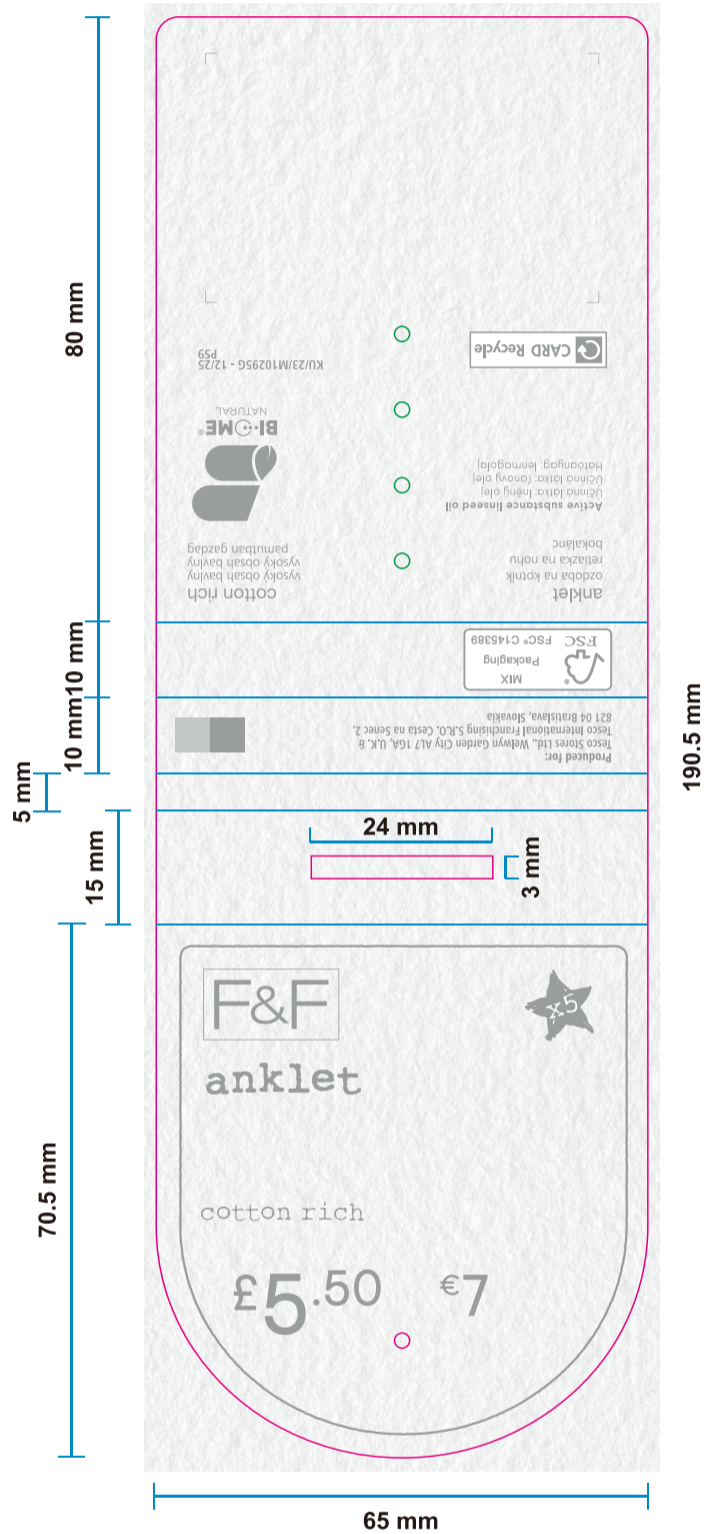 80 mm
10 mm
10 mm
5 mm
15 mm
70.5 mm
190.5 mm
65 mm
24 mm
3 mm
KU/23/M10295G - 12/25
PS9
CARD Recycle
BI-OME®
NATURAL
cotton rich
vysoký obsah bavlny
vysoký obsah bavlny
pamutban gazdag
anklet
ozdoba na kotník
retiazka na nohu
bokalánc
Active substance linseed oil
Účinná látka: lněný olej
Účinná látka: ľanový olej
Hatóanyag: lenmagolaj
®
FSC
MIX
Packaging
FSC® C145389
Produced for:
Tesco Stores Ltd., Welwyn Garden City AL7 1GA, U.K. &
Tesco International Franchising S.R.O. Cesta na Senec 2,
821 04 Bratislava, Slovakia
F&F
x5
anklet
cotton rich
£5.50
€7